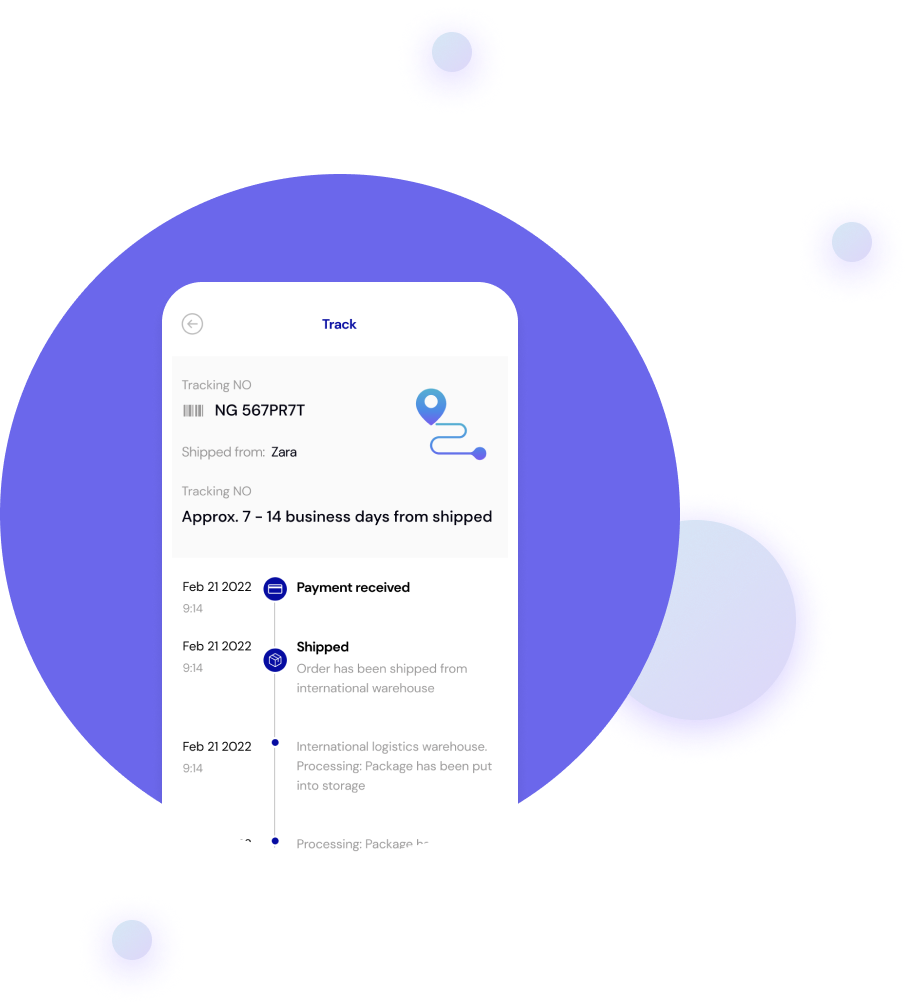 Track
Tracking NO
NG 567PR7T
Shipped from: Zara
Tracking NO
Approx. 7 - 14 business days from shipped
Feb 21 2022
Payment received
9:14
Feb 21 2022
Shipped
9:14
Order has been shipped from
international warehouse
Feb 21 2022
International logistics warehouse.
9:14
Processing: Package has been put
into storage
Processing: Package